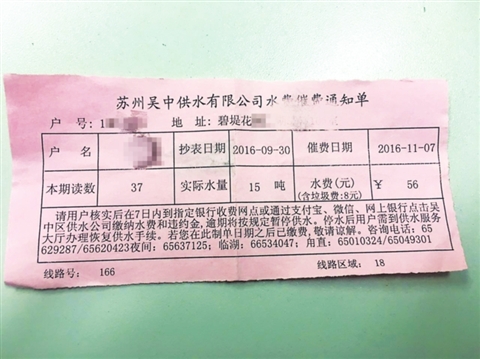 苏州吴中供水有限公司水费催费通知单
户 号: 1 地 址: 碧堤花
户 名 抄表日期 2016-09-30 催费日期 2016-11-07
本期读数 37 实际水量 15 吨 水费(元) ¥ 56
(含垃圾费:8元)
请用户核实后在7日内到指定银行收费网点或通过支付宝、微信、网上银行点击吴
中区供水公司缴纳水费和违约金,逾期将按规定暂停供水。停水后用户需到供水服务
大厅办理恢复供水手续。若您在此制单日期之后已缴费,敬请谅解。咨询电话: 65
629287/65620423夜间: 65637125; 临湖: 66534047; 甪直: 65010324/65049301
线路号: 166 线路区域: 18